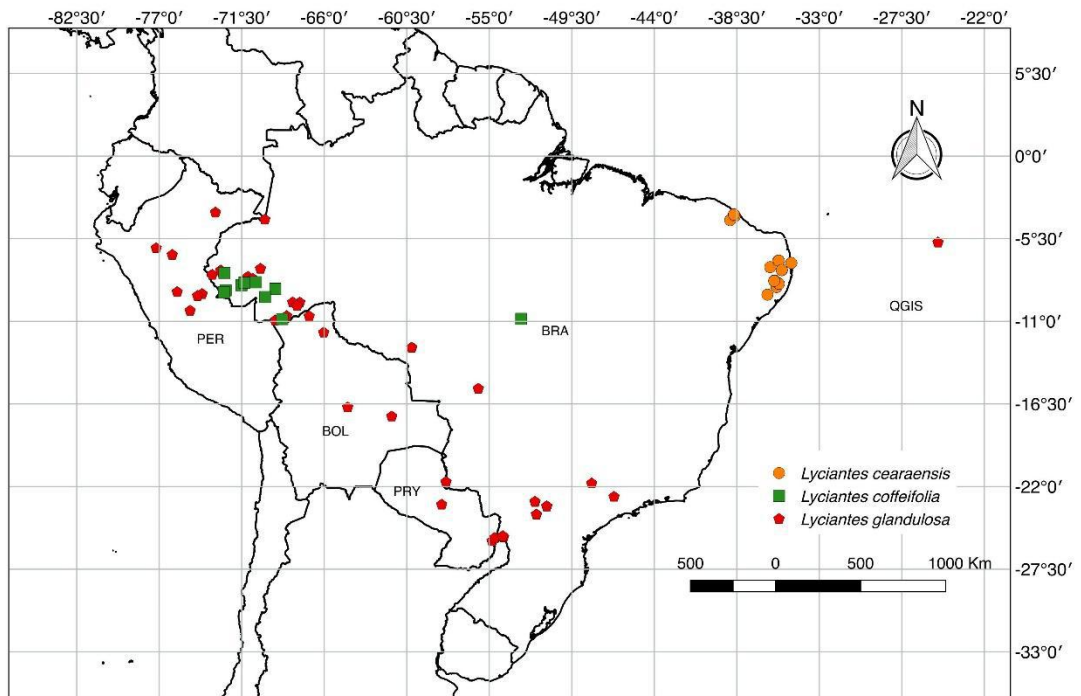 -82°30′ -77°0′ -71°30′ -66°0′ -60°30′ -55°0′ -49°30′ -44°0′ -38°30′ -33°0′ -27°30′ -22°0′
5°30′
N
0°0′
-5°30′
QGIS
-11°0′
BRA
PER
-16°30′
BOL
Lyciantes cearaensis
PRY
-22°0′
Lyciantes coffeifolia
Lyciantes glandulosa
500 0 500 1000 Km
-27°30′
-33°0′